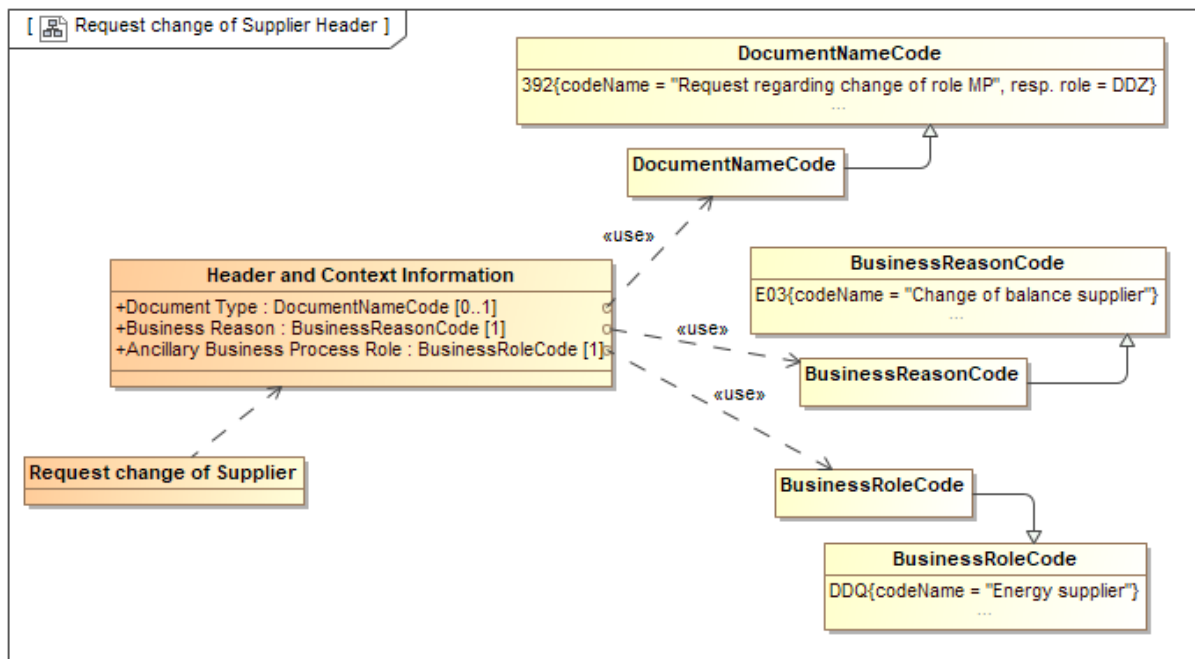 [ Request change of Supplier Header ]
DocumentNameCode
392{codeName = "Request regarding change of role MP", resp. role = DDZ}
...
DocumentNameCode
«use»
Header and Context Information
+Document Type : DocumentNameCode [0..1]
+Business Reason : BusinessReasonCode [1]
+Ancillary Business Process Role : BusinessRoleCode [1]
BusinessReasonCode
E03{codeName = "Change of balance supplier"}
...
«use»
BusinessReasonCode
«use»
Request change of Supplier
BusinessRoleCode
BusinessRoleCode
DDQ{codeName = "Energy supplier"}
...